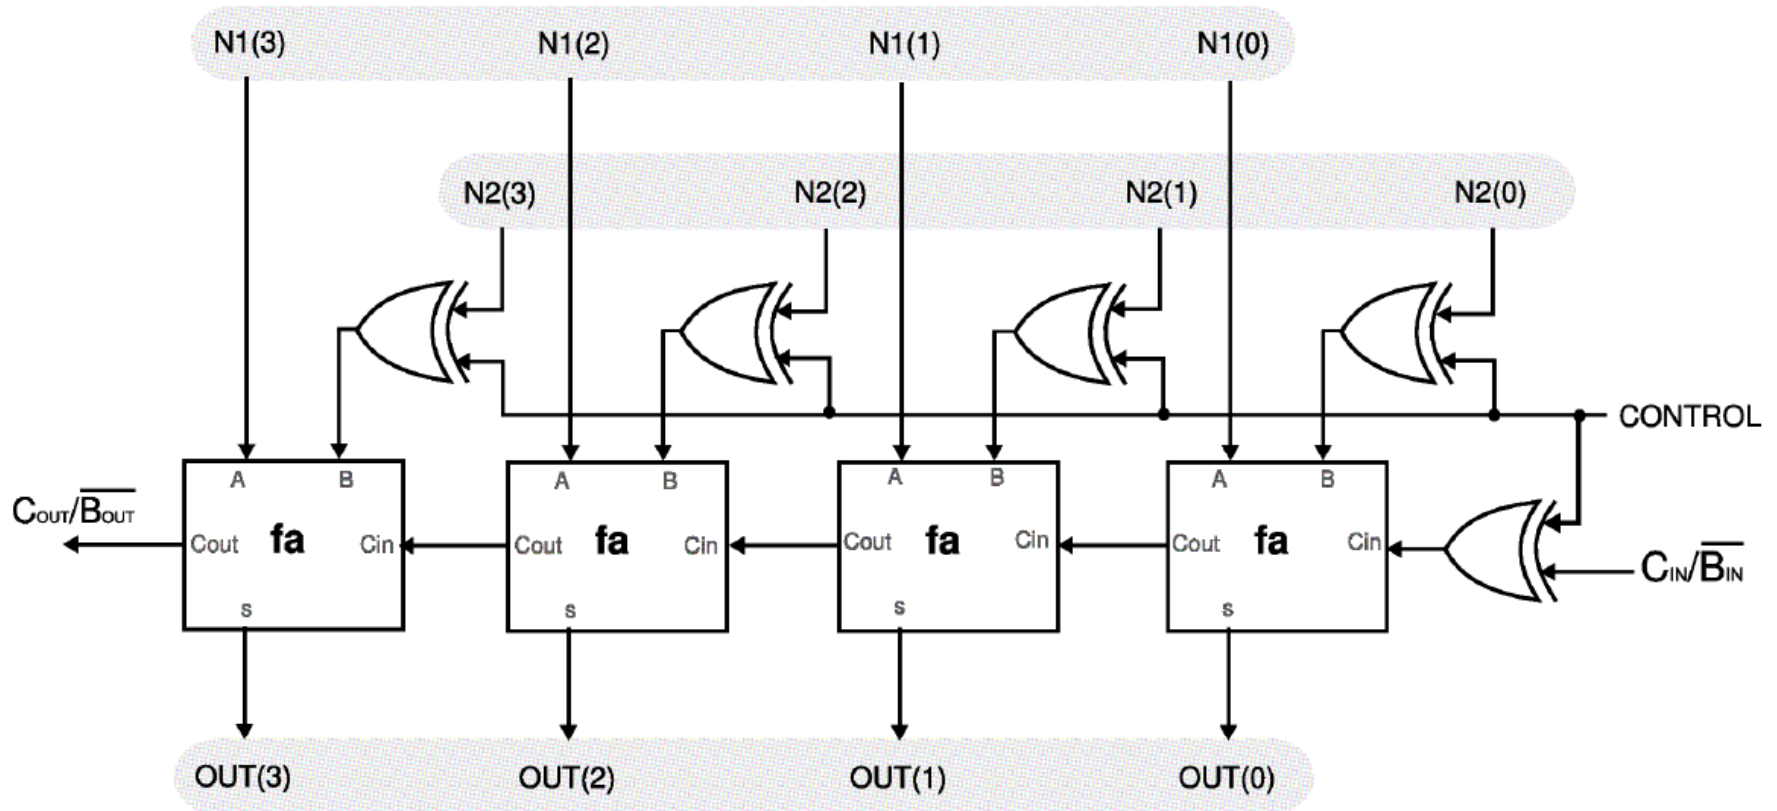 N1(3) N1(2) N1(1) N1(0)
N2(3) N2(2) N2(1) N2(0)
CONTROL
A B A B A B A B
COUT/B̅O̅U̅T̅
Cout fa Cin Cout fa Cin Cout fa Cin Cout fa Cin
CIN/B̅I̅N̅
s s s s
OUT(3) OUT(2) OUT(1) OUT(0)